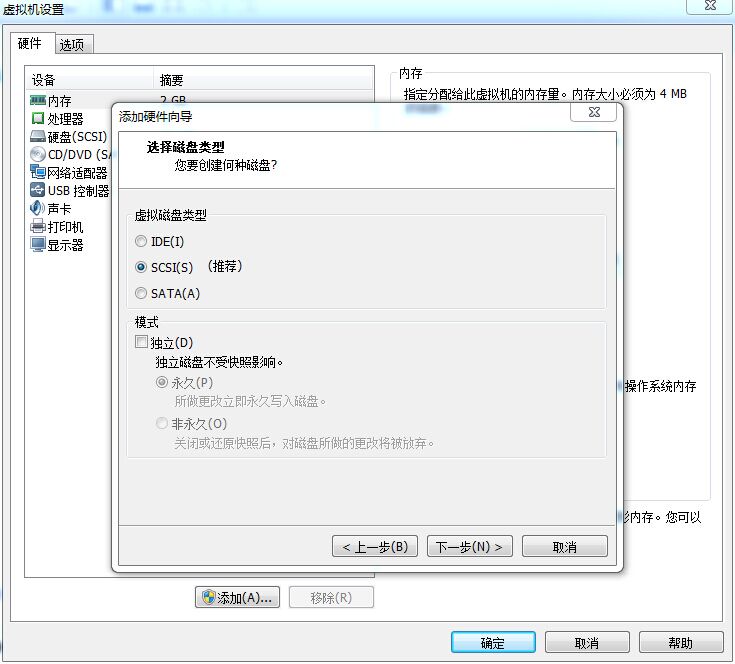 虚拟机设置
硬件 选项
设备 摘要
内存 2 GB
处理器
硬盘(SCSI)
CD/DVD (SA
网络适配器
USB 控制器
声卡
打印机
显示器
内存
指定分配给此虚拟机的内存量。内存大小必须为 4 MB
操作系统内存
内存。您可以
添加硬件向导
选择磁盘类型
您要创建何种磁盘?
虚拟磁盘类型
IDE(I)
SCSI(S) (推荐)
SATA(A)
模式
独立(D)
独立磁盘不受快照影响。
永久(P)
所做更改立即永久写入磁盘。
非永久(O)
关闭或还原快照后，对磁盘所做的更改将被放弃。
< 上一步(B) 下一步(N) > 取消
添加(A)... 移除(R)
确定 取消 帮助